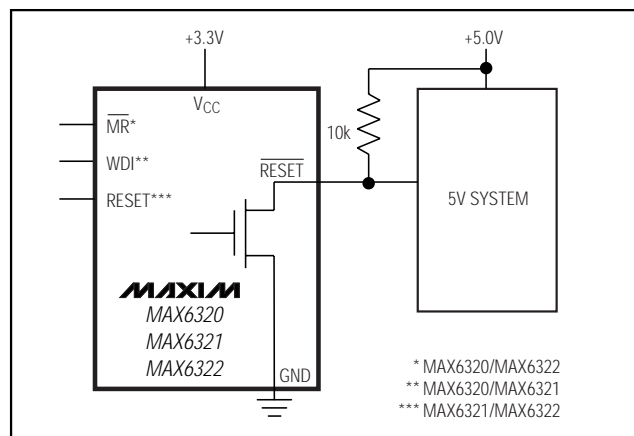 +3.3V
+5.0V
VCC
MR*
10k
WDI**
RESET
RESET***
5V SYSTEM
MAXIM
MAX6320
MAX6321
MAX6322
GND
* MAX6320/MAX6322
** MAX6320/MAX6321
*** MAX6321/MAX6322